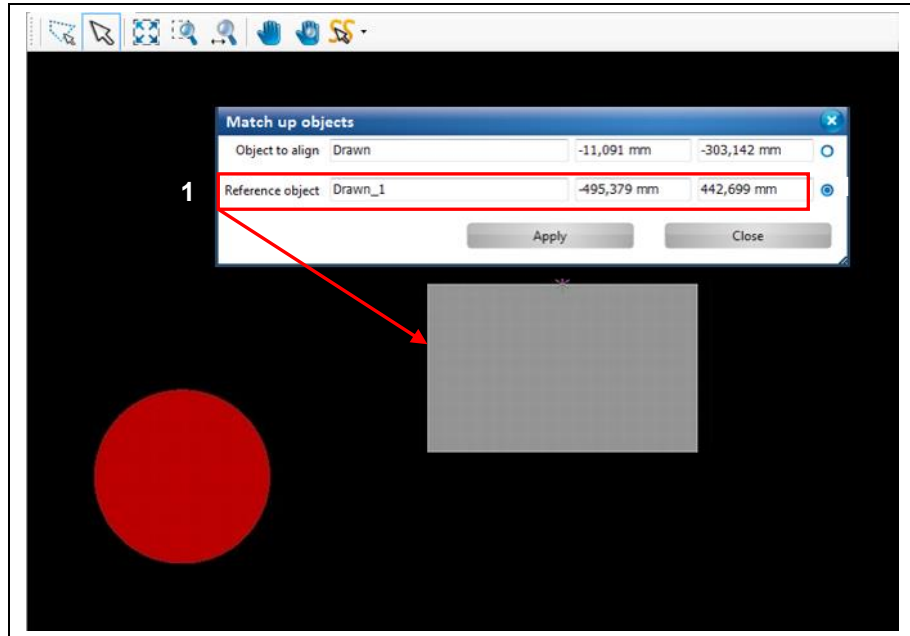 SS
Match up objects
Object to align Drawn -11,091 mm -303,142 mm
1
Reference object Drawn_1 -495,379 mm 442,699 mm
Apply Close